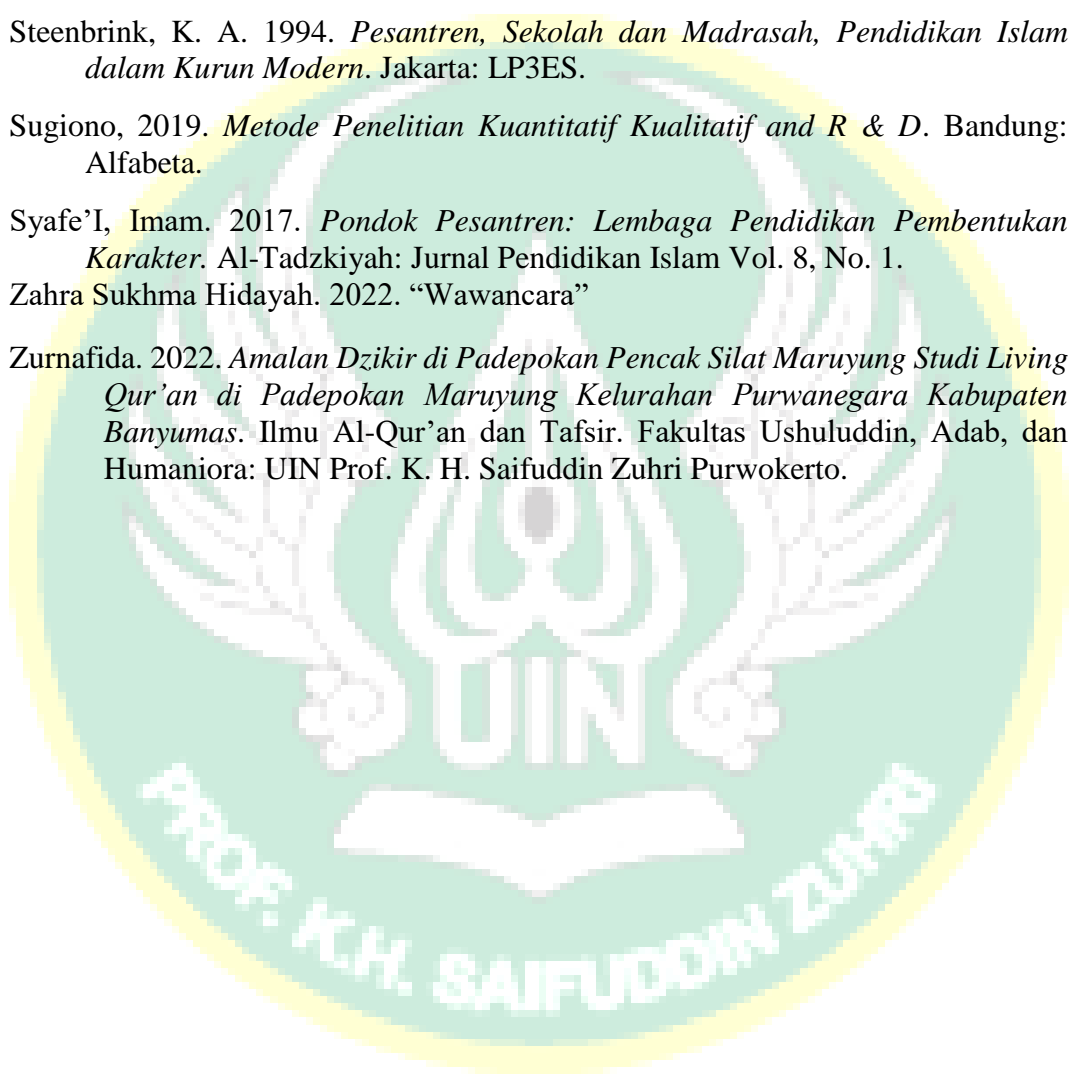 Steenbrink, K. A. 1994. Pesantren, Sekolah dan Madrasah, Pendidikan Islam
dalam Kurun Modern. Jakarta: LP3ES.
Sugiono, 2019. Metode Penelitian Kuantitatif Kualitatif and R & D. Bandung:
Alfabeta.
Syafe’I, Imam. 2017. Pondok Pesantren: Lembaga Pendidikan Pembentukan
Karakter. Al-Tadzkiyah: Jurnal Pendidikan Islam Vol. 8, No. 1.
Zahra Sukhma Hidayah. 2022. “Wawancara”
Zurnafida. 2022. Amalan Dzikir di Padepokan Pencak Silat Maruyung Studi Living
Qur’an di Padepokan Maruyung Kelurahan Purwanegara Kabupaten
Banyumas. Ilmu Al-Qur’an dan Tafsir. Fakultas Ushuluddin, Adab, dan
Humaniora: UIN Prof. K. H. Saifuddin Zuhri Purwokerto.
UIN
PROF. K.H. SAIFUDDIN ZUHRI